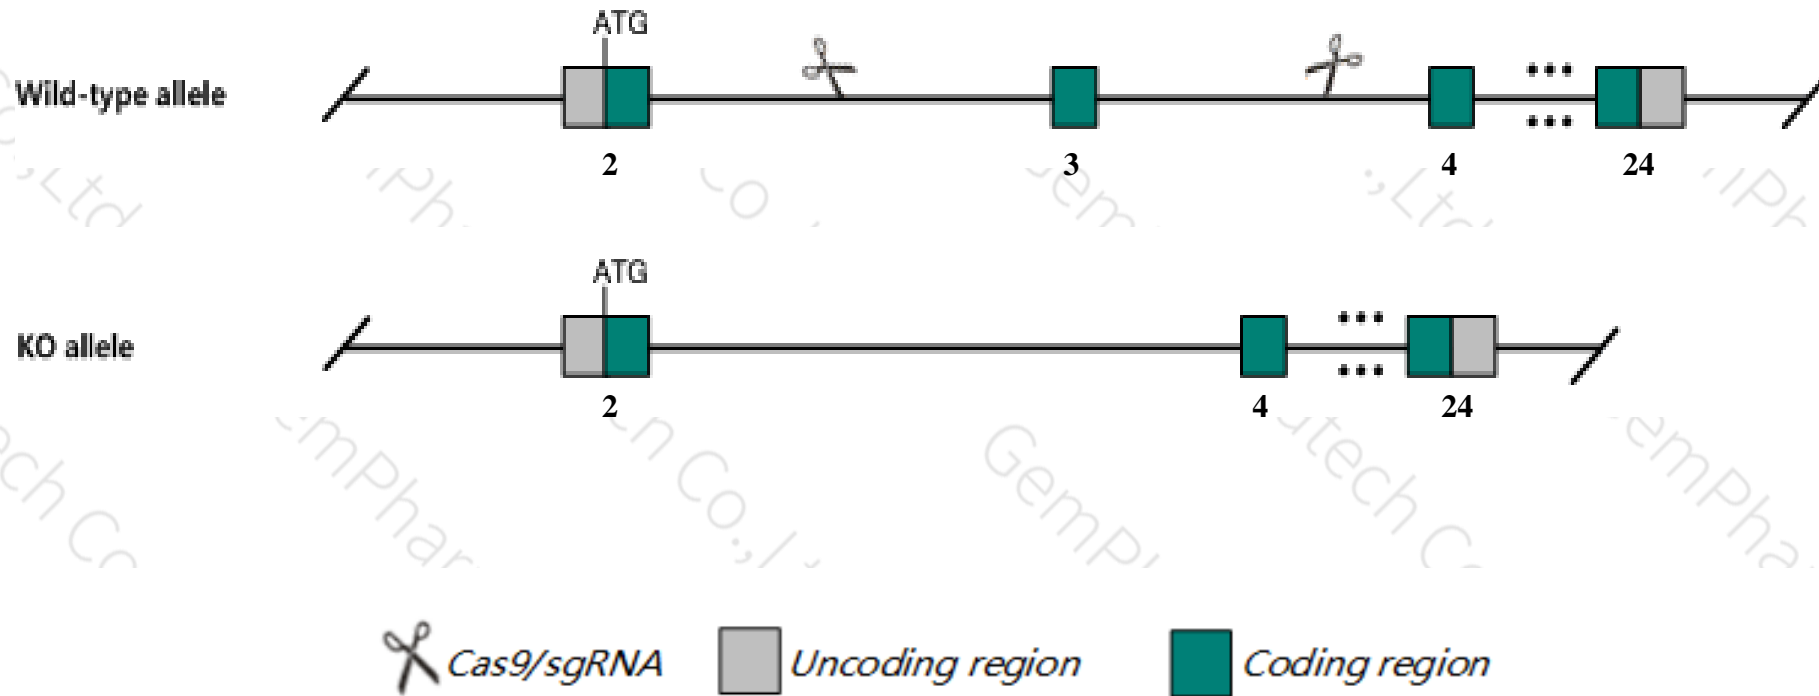 ATG
Wild-type allele
2 3 4 24
ATG
KO allele
2 4 24
Cas9/sgRNA Uncoding region Coding region